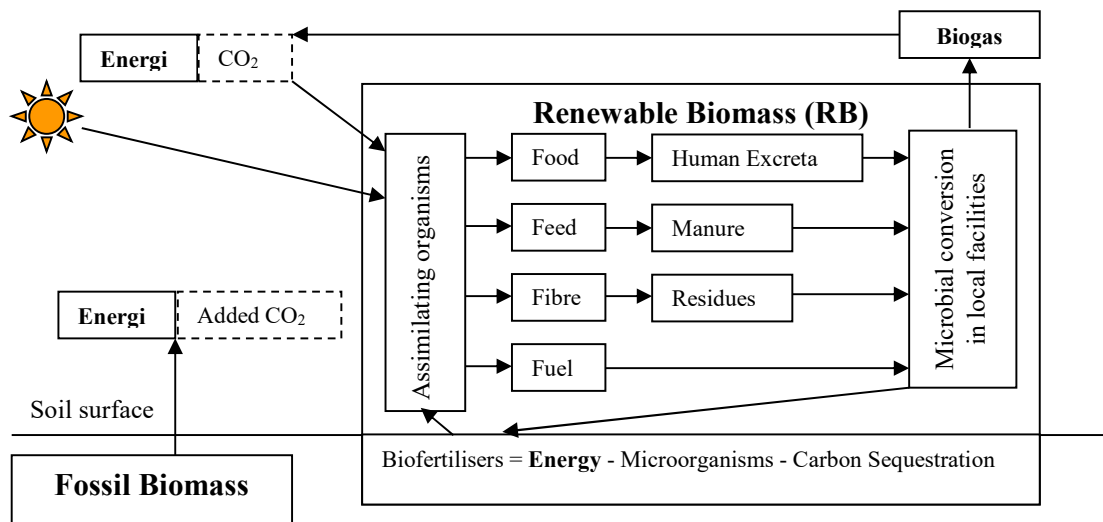 Biogas
Energi
CO₂
Renewable Biomass (RB)
Assimilating organisms
Food
Human Excreta
Feed
Manure
Fibre
Residues
Fuel
Microbial conversion
in local facilities
Energi
Added CO₂
Soil surface
Biofertilisers = Energy - Microorganisms - Carbon Sequestration
Fossil Biomass